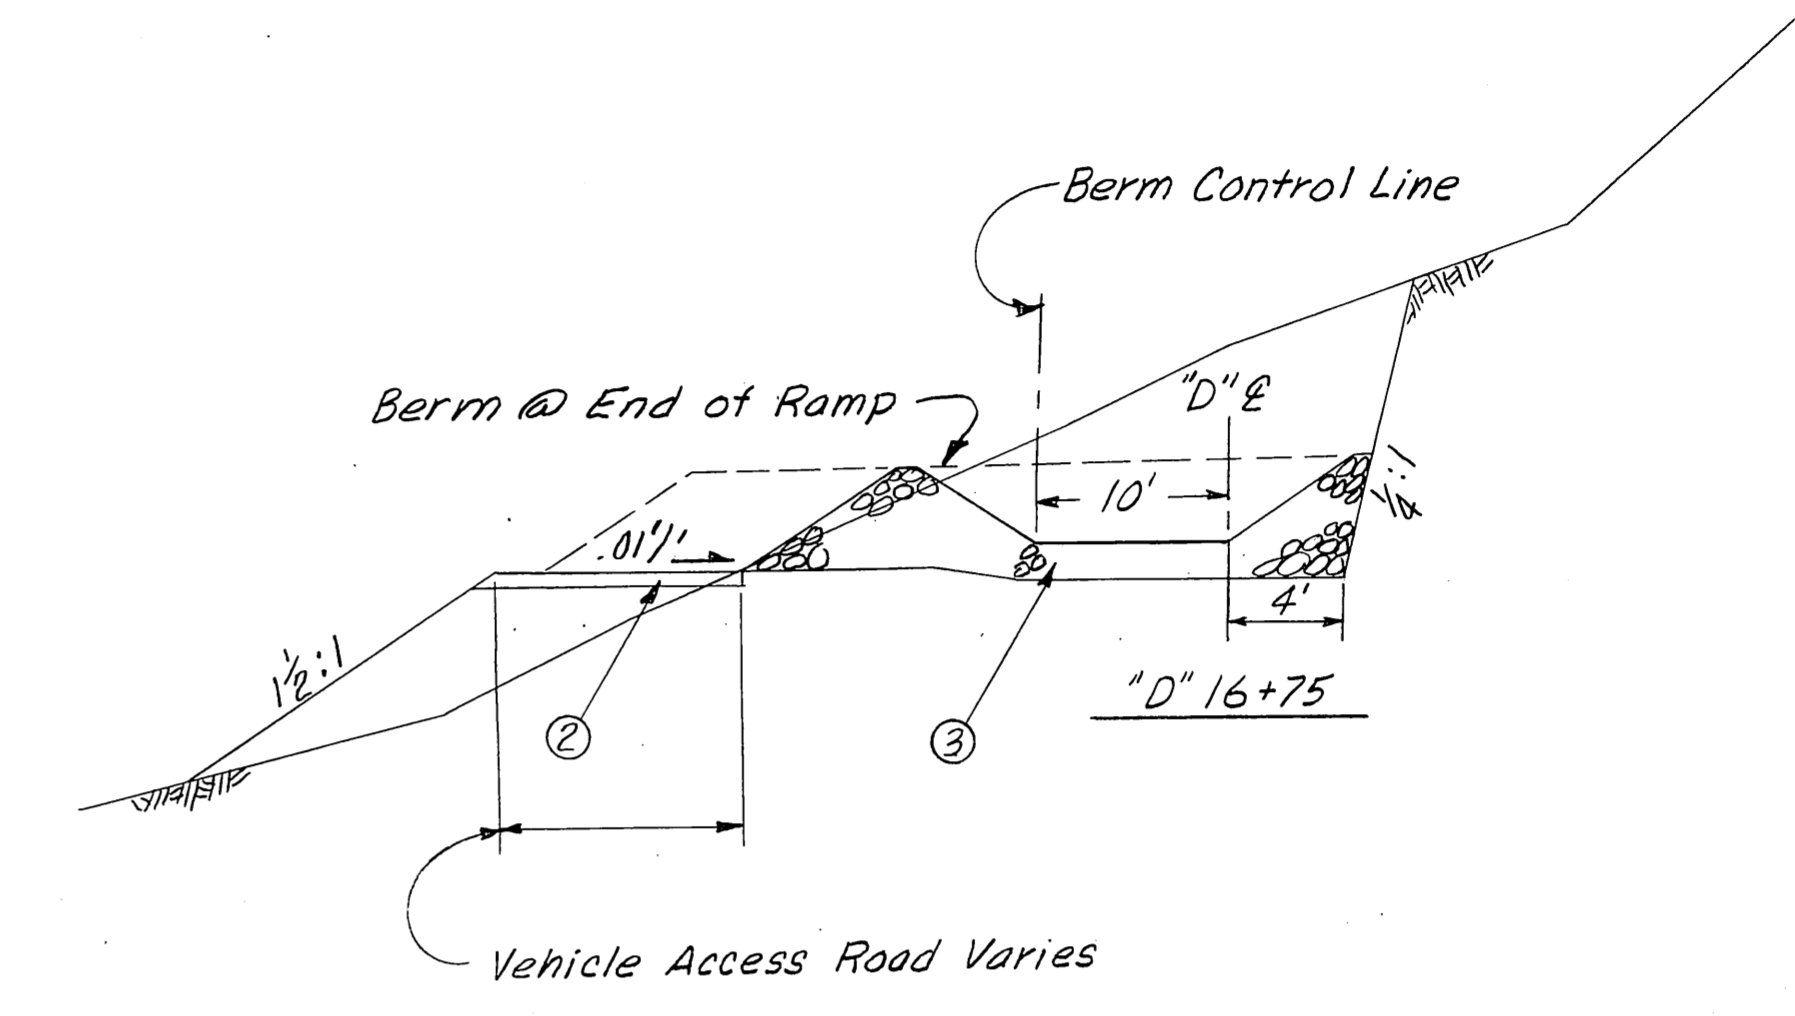 Berm Control Line
"D" ℄
Berm @ End of Ramp
10'
1/4:1
.01'/'
4'
1 1/2:1
"D" 16+75
2
3
Vehicle Access Road Varies